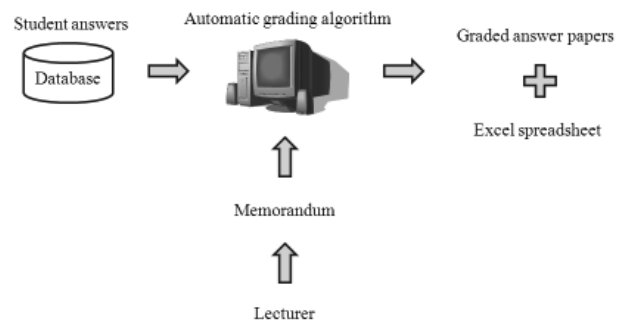 Student answers
Database
Automatic grading algorithm
Graded answer papers
Excel spreadsheet
Memorandum
Lecturer